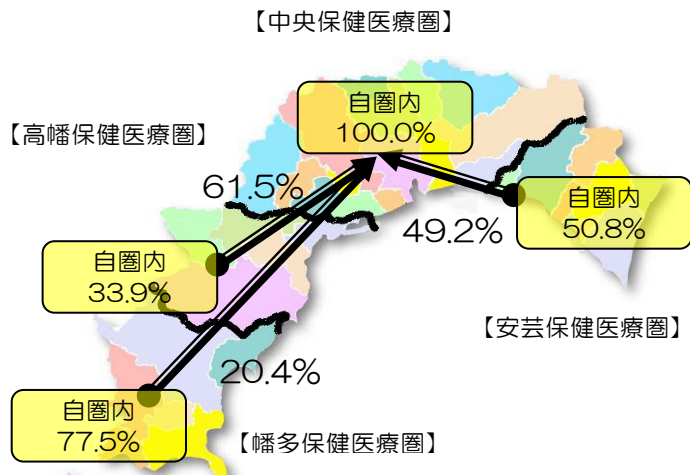 【中央保健医療圏】
自圏内
100.0%
【高幡保健医療圏】
61.5%
49.2%
自圏内
50.8%
自圏内
33.9%
【安芸保健医療圏】
20.4%
自圏内
77.5%
【幡多保健医療圏】